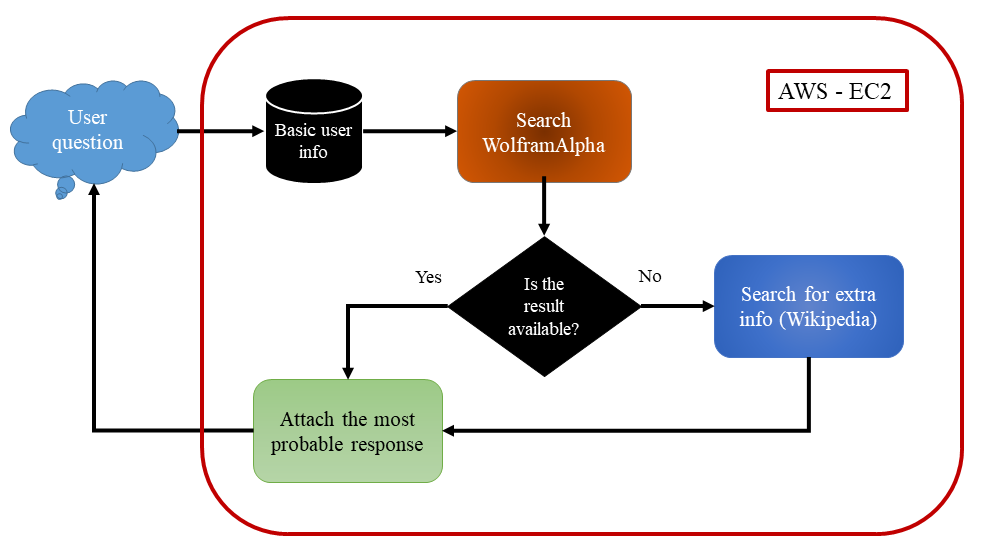 AWS - EC2
User
question
Basic user
info
Search
WolframAlpha
Is the
result
available?
Yes
No
Search for extra
info (Wikipedia)
Attach the most
probable response